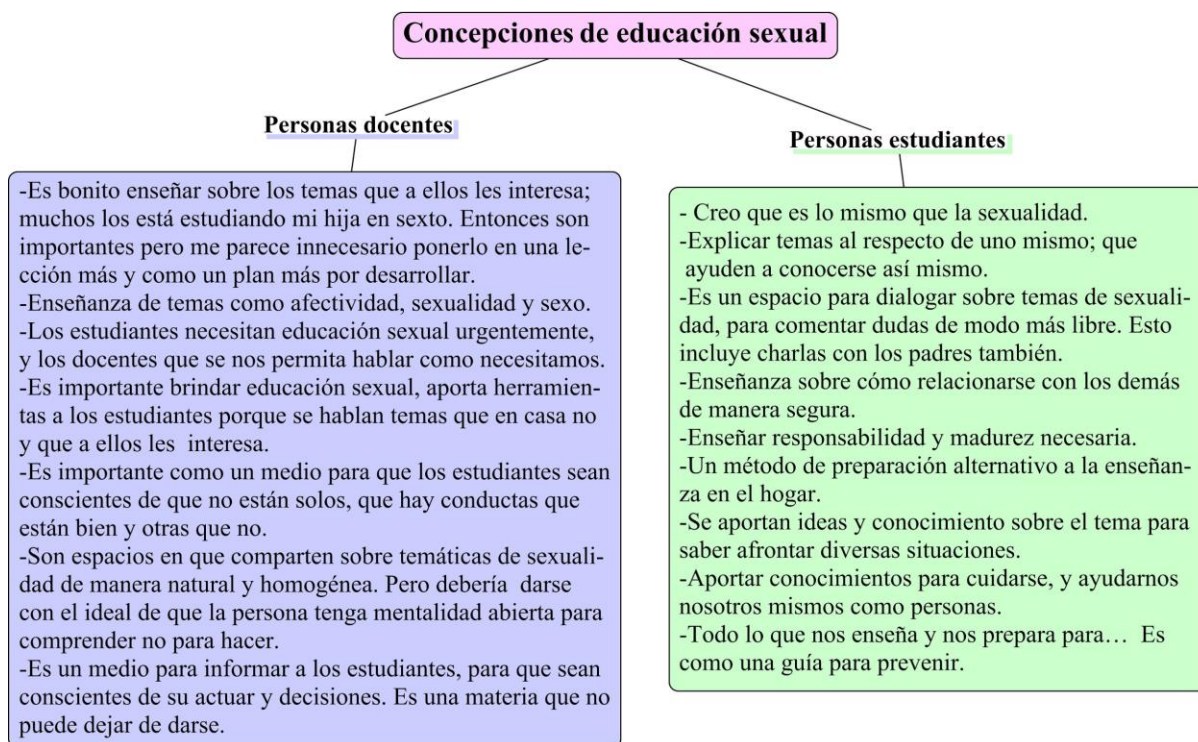 Concepciones de educación sexual
Personas docentes
-Es bonito enseñar sobre los temas que a ellos les interesa;
muchos los está estudiando mi hija en sexto. Entonces son
importantes pero me parece innecesario ponerlo en una le-
cción más y como un plan más por desarrollar.
-Enseñanza de temas como afectividad, sexualidad y sexo.
-Los estudiantes necesitan educación sexual urgentemente,
y los docentes que se nos permita hablar como necesitamos.
-Es importante brindar educación sexual, aporta herramien-
tas a los estudiantes porque se hablan temas que en casa no
y que a ellos les interesa.
-Es importante como un medio para que los estudiantes sean
conscientes de que no están solos, que hay conductas que
están bien y otras que no.
-Son espacios en que comparten sobre temáticas de sexuali-
dad de manera natural y homogénea. Pero debería darse
con el ideal de que la persona tenga mentalidad abierta para
comprender no para hacer.
-Es un medio para informar a los estudiantes, para que sean
conscientes de su actuar y decisiones. Es una materia que no
puede dejar de darse.
Personas estudiantes
- Creo que es lo mismo que la sexualidad.
-Explicar temas al respecto de uno mismo; que
ayuden a conocerse así mismo.
-Es un espacio para dialogar sobre temas de sexuali-
dad, para comentar dudas de modo más libre. Esto
incluye charlas con los padres también.
-Enseñanza sobre cómo relacionarse con los demás
de manera segura.
-Enseñar responsabilidad y madurez necesaria.
-Un método de preparación alternativo a la enseñan-
za en el hogar.
-Se aportan ideas y conocimiento sobre el tema para
saber afrontar diversas situaciones.
-Aportar conocimientos para cuidarse, y ayudarnos
nosotros mismos como personas.
-Todo lo que nos enseña y nos prepara para… Es
como una guía para prevenir.